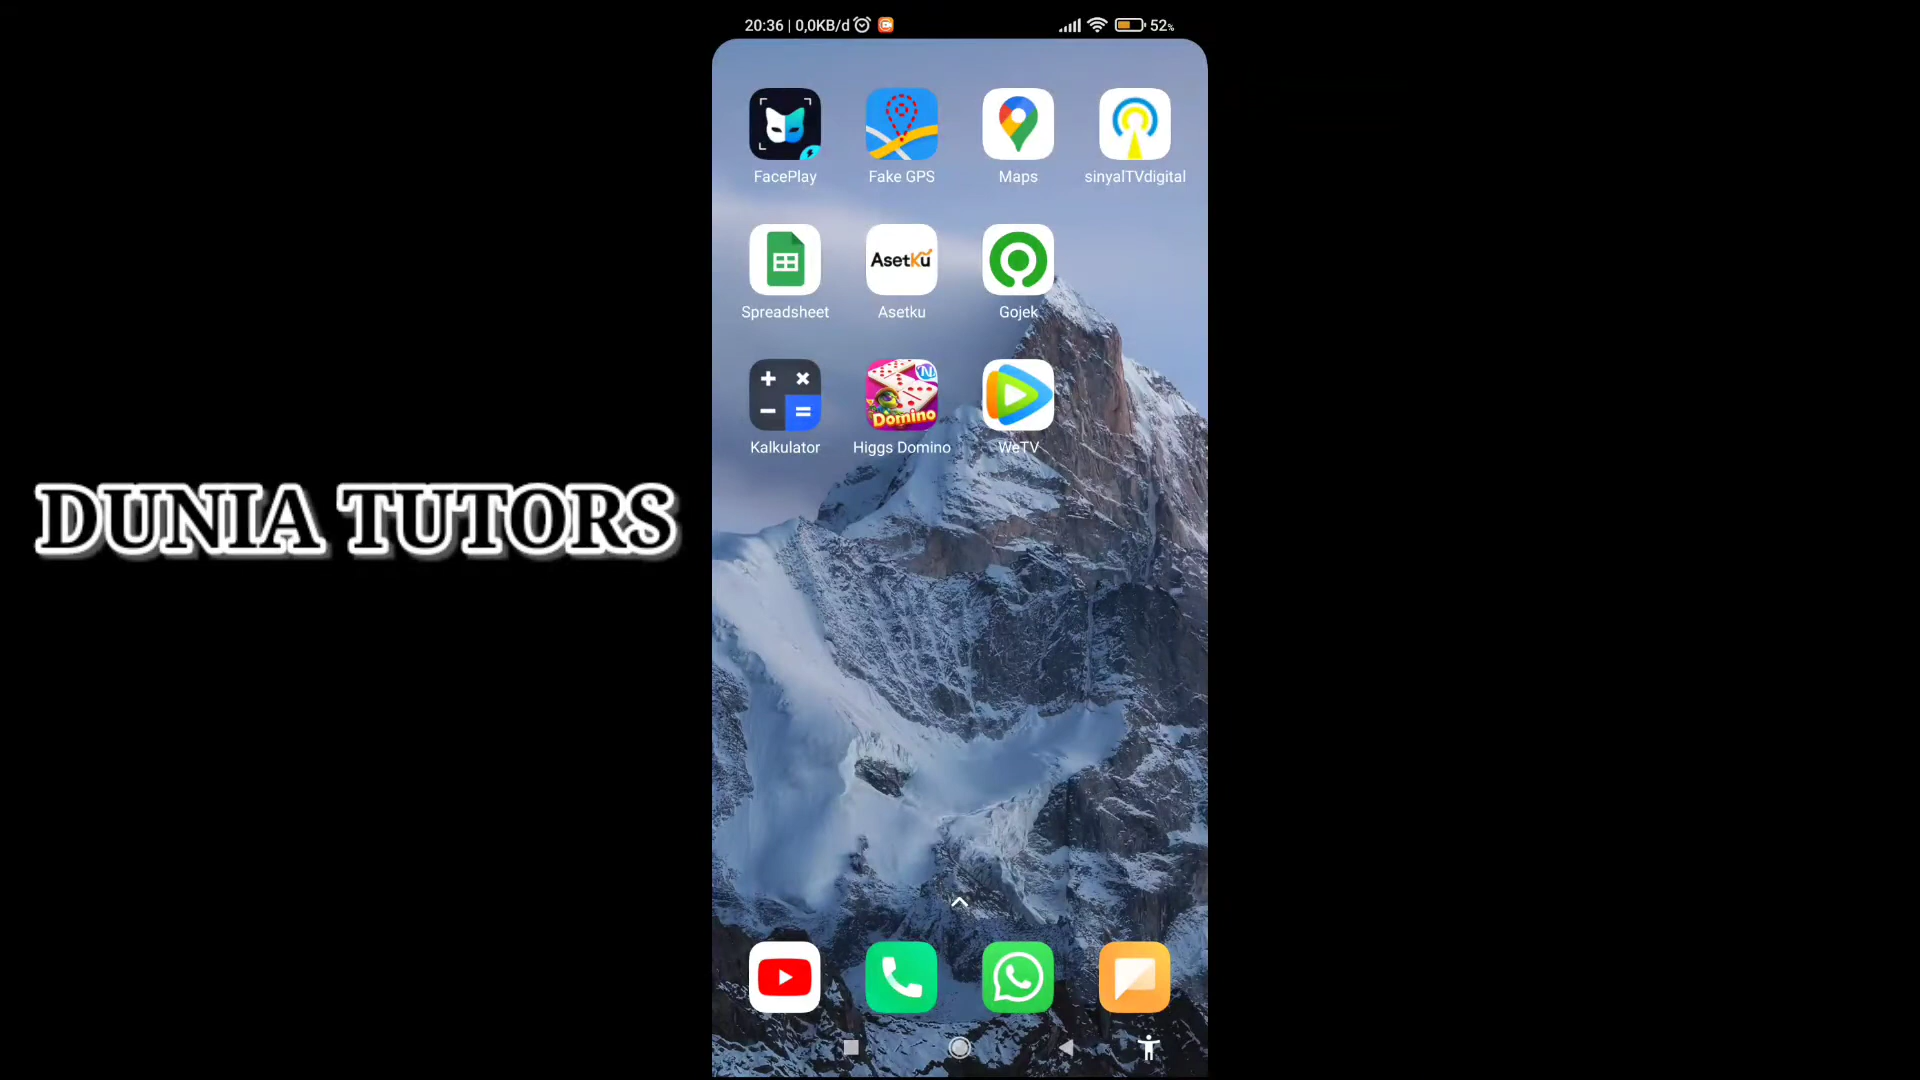 20:36 | 0,0KB/d
52%
FacePlay
Fake GPS
Maps
sinyalTVdigital
AsetKu
Spreadsheet
Asetku
Gojek
N
Domino
Kalkulator
Higgs Domino
WeTV
DUNIA TUTORS